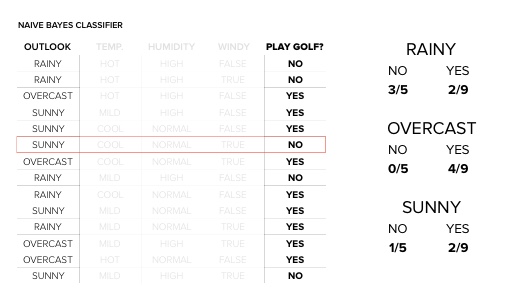 NAIVE BAYES CLASSIFIER
OUTLOOK TEMP. HUMIDITY WINDY PLAY GOLF?
RAINY HOT HIGH FALSE NO
RAINY HOT HIGH TRUE NO
OVERCAST HOT HIGH FALSE YES
SUNNY MILD HIGH FALSE YES
SUNNY COOL NORMAL FALSE YES
SUNNY COOL NORMAL TRUE NO
OVERCAST COOL NORMAL TRUE YES
RAINY MILD HIGH FALSE NO
RAINY COOL NORMAL FALSE YES
SUNNY MILD NORMAL FALSE YES
RAINY MILD NORMAL TRUE YES
OVERCAST MILD HIGH TRUE YES
OVERCAST HOT NORMAL FALSE YES
SUNNY MILD HIGH TRUE NO
RAINY
NO YES
3/5 2/9
OVERCAST
NO YES
0/5 4/9
SUNNY
NO YES
1/5 2/9